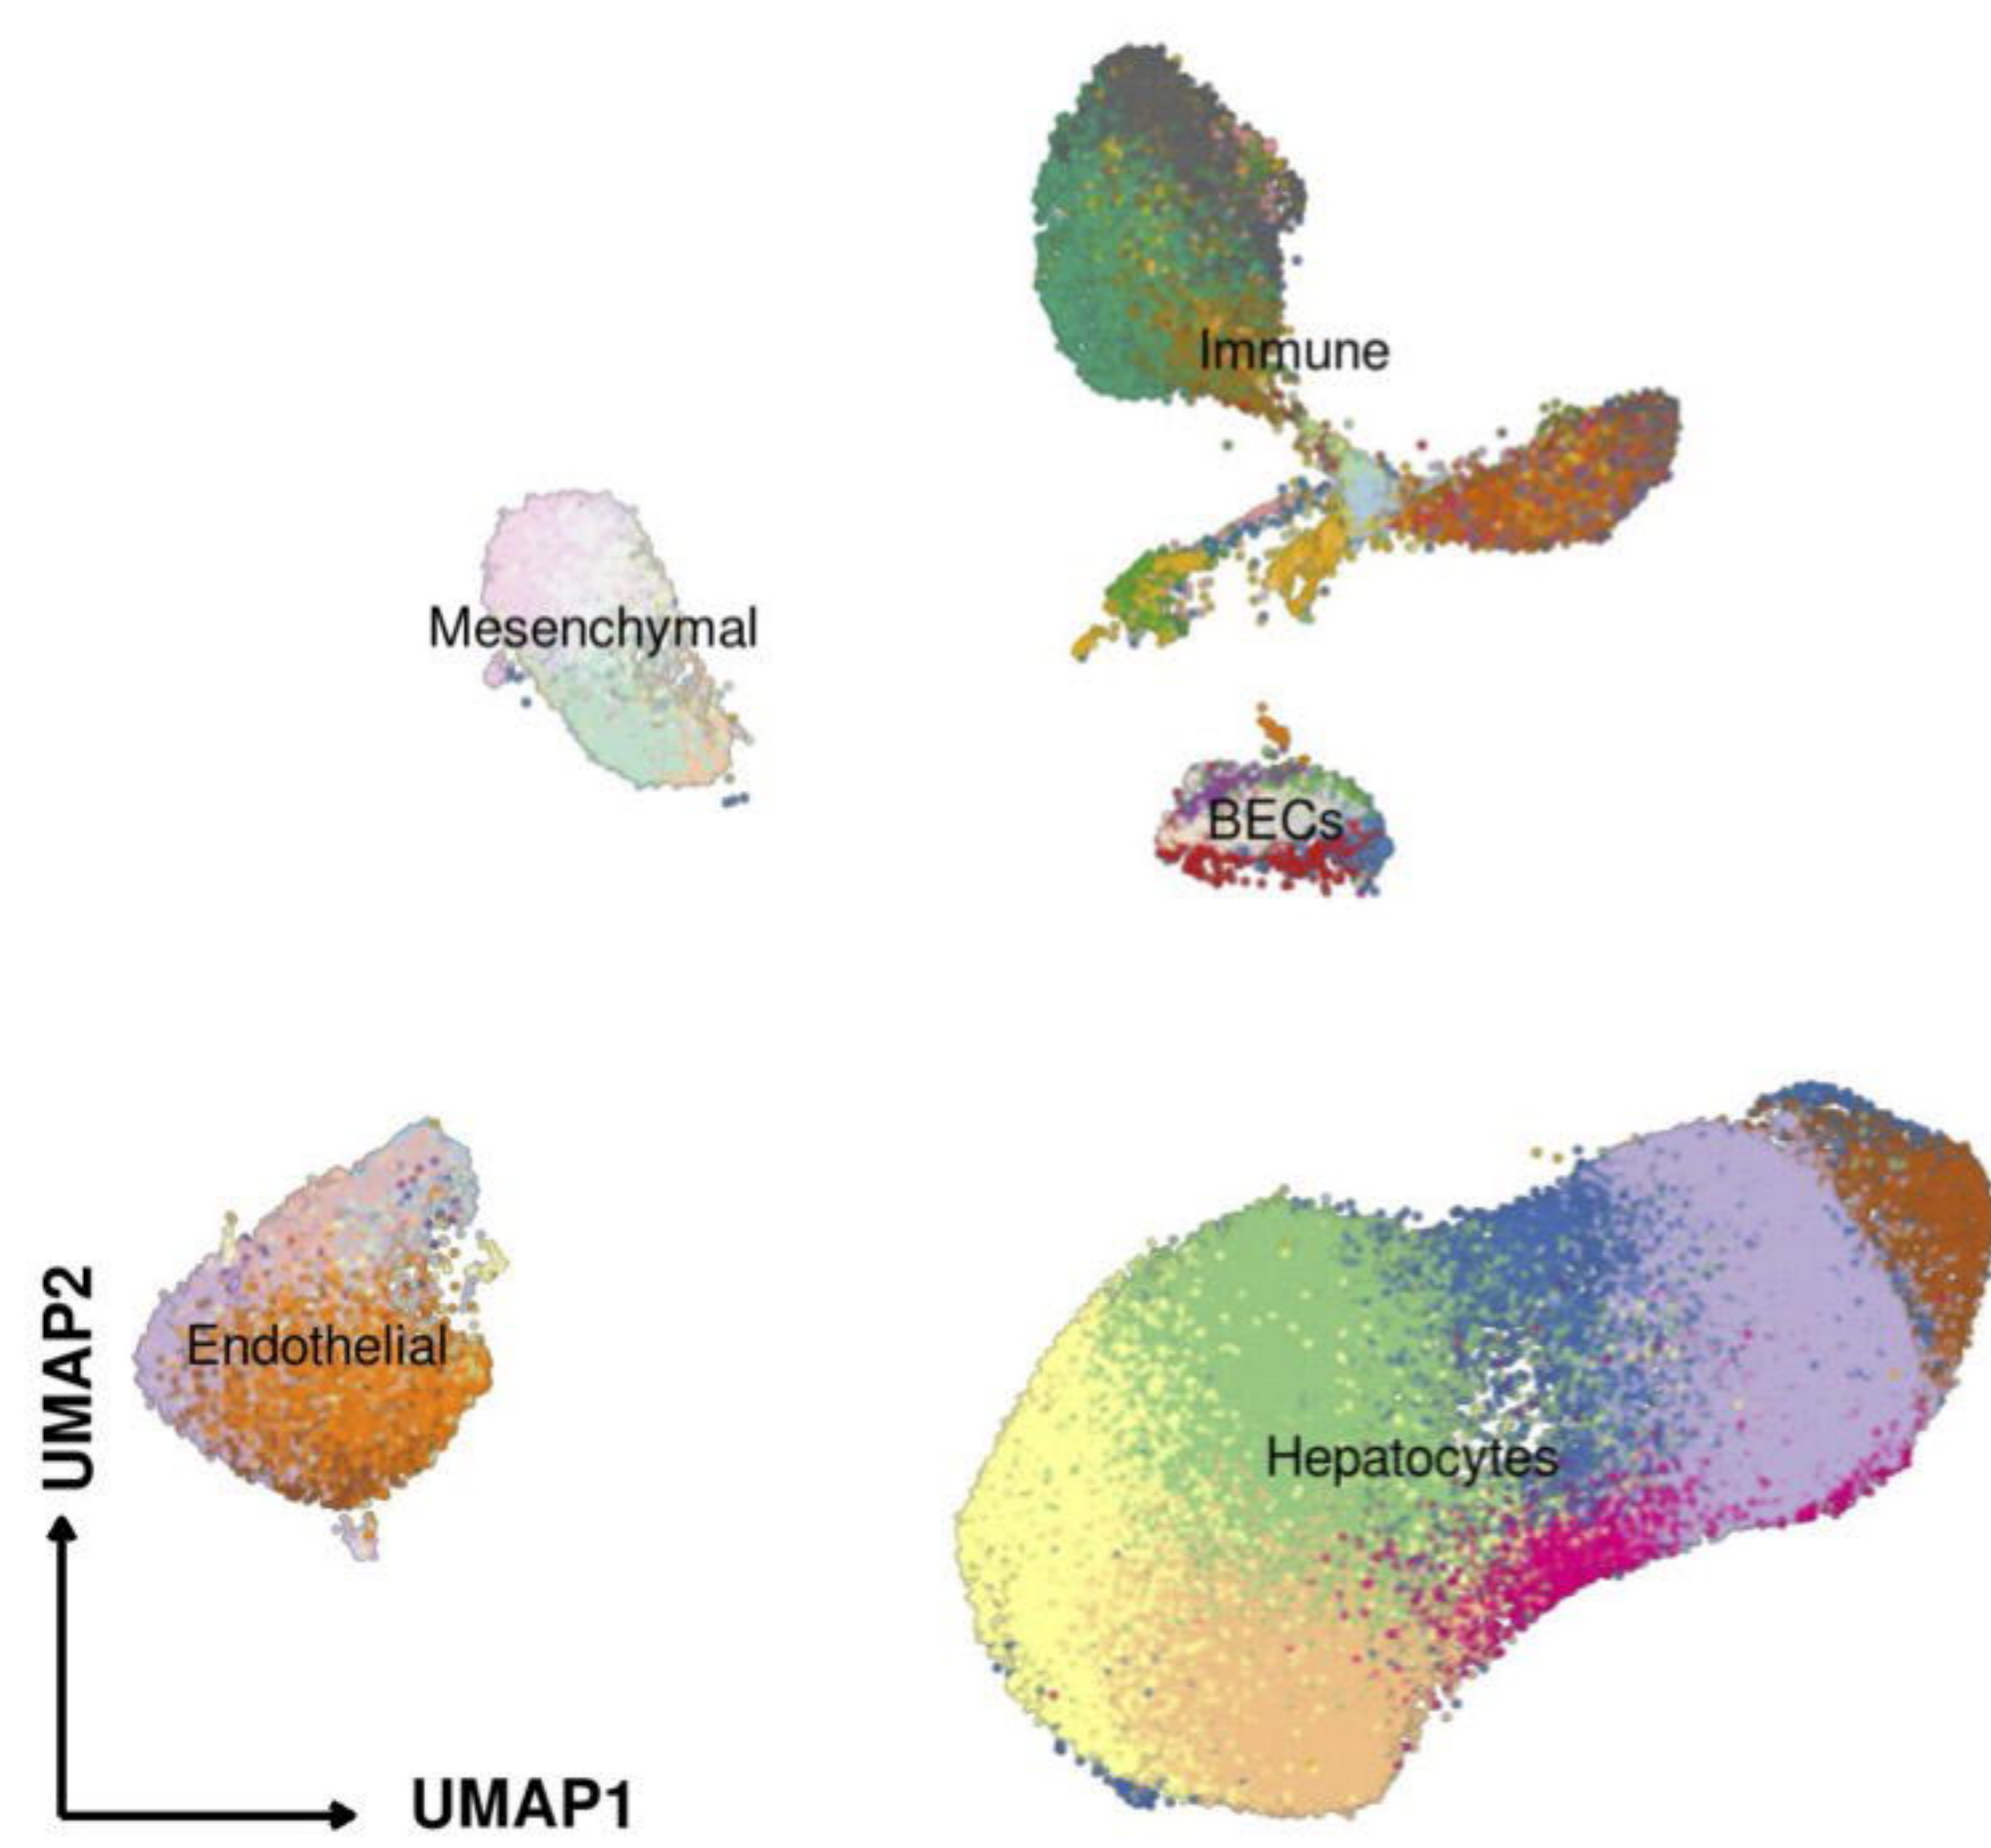 Immune
Mesenchymal
BECs
Endothelial
Hepatocytes
UMAP2
UMAP1